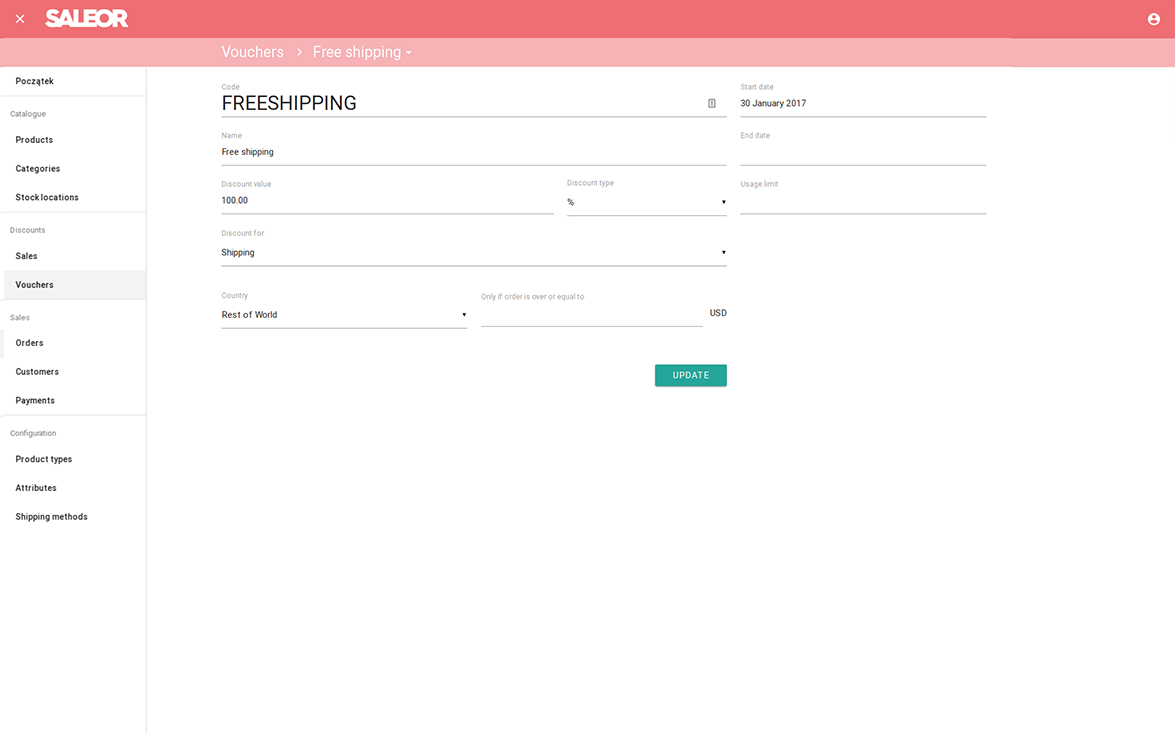 SALEOR
Vouchers > Free shipping
Początek
Catalogue
Products
Categories
Stock locations
Discounts
Sales
Vouchers
Sales
Orders
Customers
Payments
Configuration
Product types
Attributes
Shipping methods
Code
FREESHIPPING
Start date
30 January 2017
Name
Free shipping
End date
Discount value
100.00
Discount type
%
Usage limit
Discount for
Shipping
Country
Rest of World
Only if order is over or equal to
USD
UPDATE